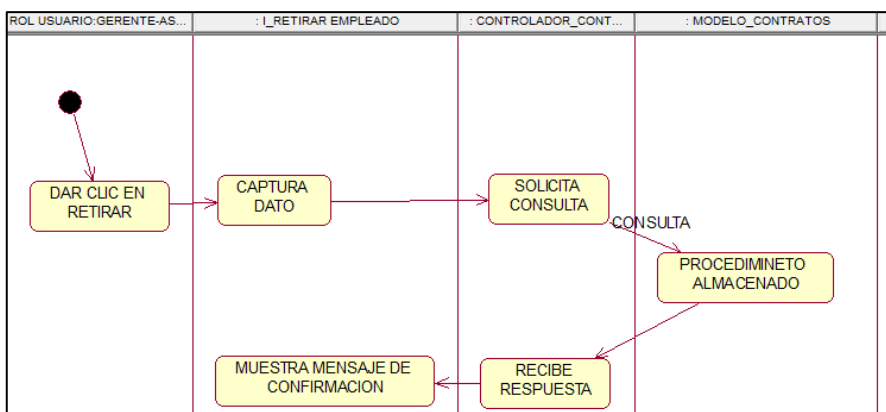 ROL USUARIO:GERENTE-AS...
: I_RETIRAR EMPLEADO
: CONTROLADOR_CONT...
: MODELO_CONTRATOS
DAR CLIC EN
RETIRAR
CAPTURA
DATO
SOLICITA
CONSULTA
CONSULTA
PROCEDIMINETO
ALMACENADO
MUESTRA MENSAJE DE
CONFIRMACION
RECIBE
RESPUESTA